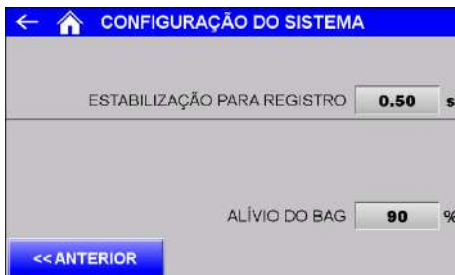 CONFIGURAÇÃO DO SISTEMA
ESTABILIZAÇÃO PARA REGISTRO 0.50 s
ALÍVIO DO BAG 90 %
<< ANTERIOR